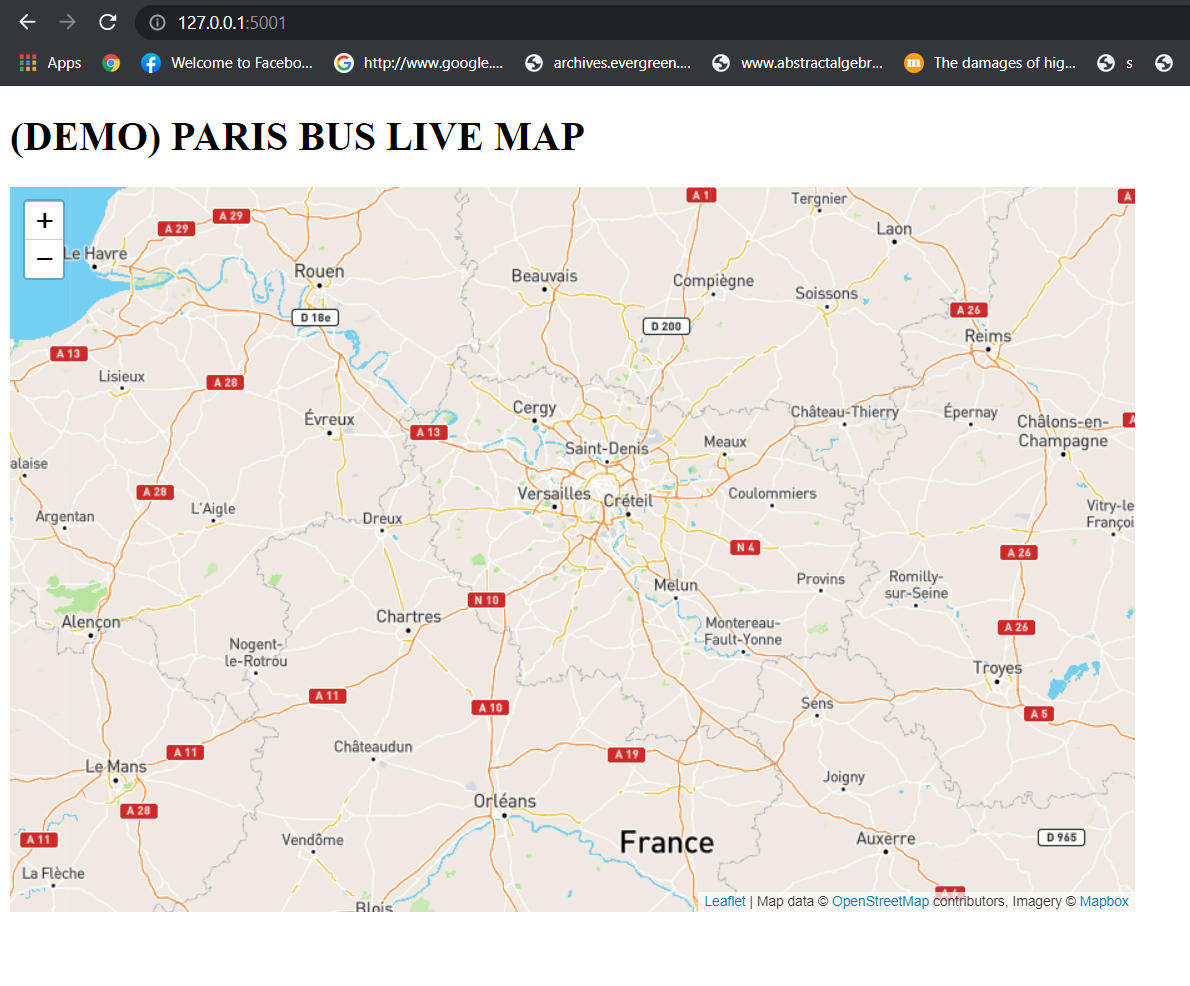 127.0.0.1:5001
Apps
Welcome to Facebo...
http://www.google....
archives.evergreen....
www.abstractalgebr...
The damages of hig...
s
(DEMO) PARIS BUS LIVE MAP
+
−
A 1
A
Tergnier
A 29
A 29
Laon
Le Havre
Rouen
Beauvais
Compiègne
Soissons
A 26
D 18e
D 200
Reims
A 13
Lisieux
A 28
Cergy
Château-Thierry
Épernay
Évreux
A 13
Châlons-en-
Champagne
A
Saint-Denis
Meaux
alaise
A 28
Versailles
Créteil
Coulommiers
L'Aigle
Argentan
Dreux
Vitry-le
Françoi
N 4
A 26
Melun
Provins
Romilly-
sur-Seine
N 10
Alençon
Chartres
Montereau-
Fault-Yonne
A 26
Nogent-
le-Rotrou
Troyes
A 11
A 10
Sens
A 5
A 11
Châteaudun
A 19
Le Mans
Joigny
A 28
Orléans
A 11
Vendôme
France
Auxerre
D 965
La Flèche
A 6
Blois
Leaflet | Map data © OpenStreetMap contributors, Imagery © Mapbox